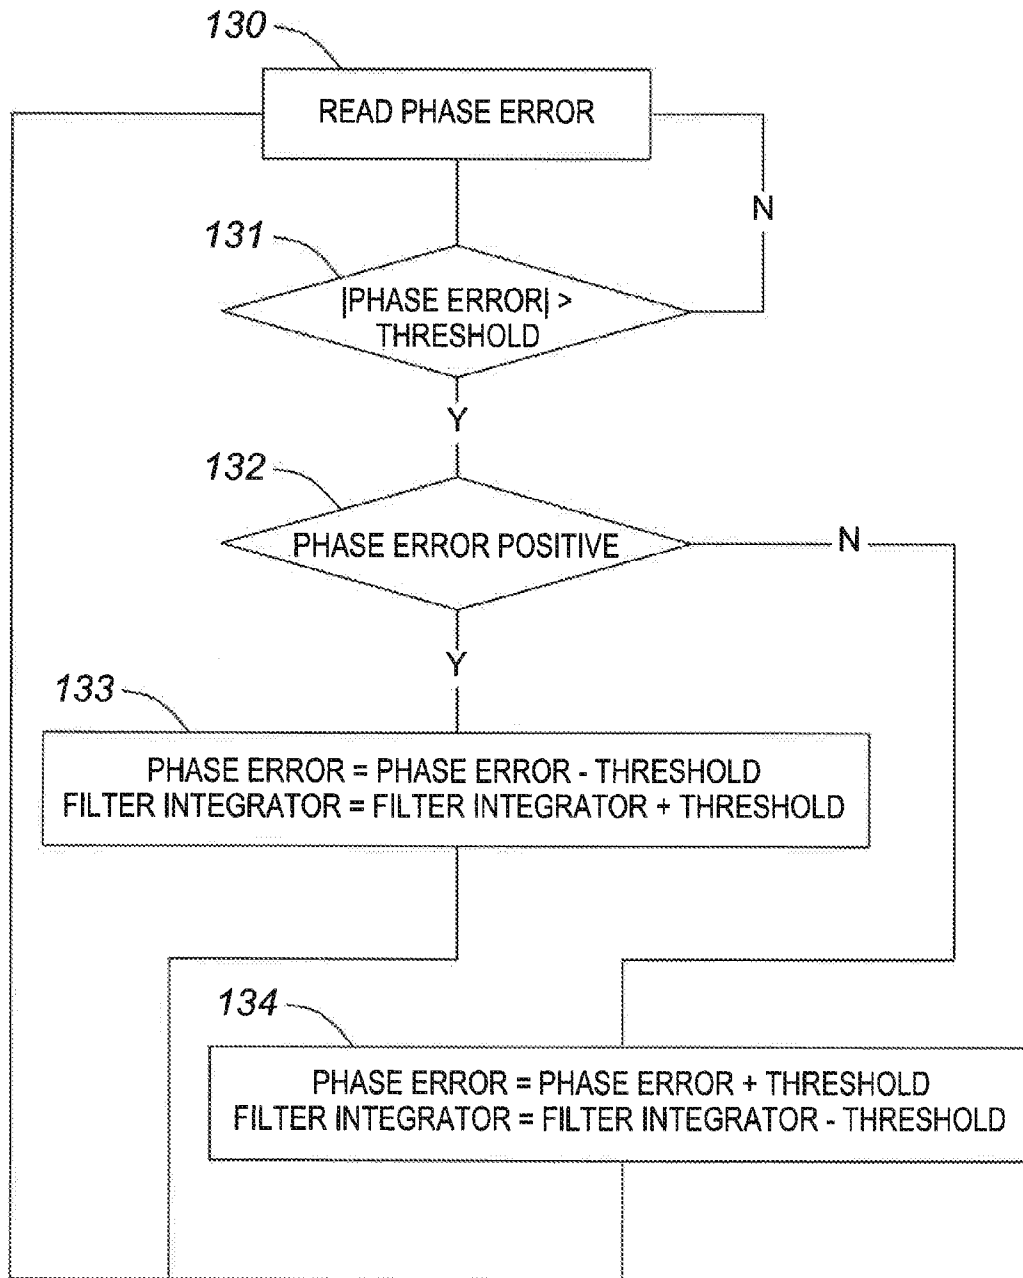 130
READ PHASE ERROR
N
131
|PHASE ERROR| >
THRESHOLD
Y
132
PHASE ERROR POSITIVE
N
Y
133
PHASE ERROR = PHASE ERROR - THRESHOLD
FILTER INTEGRATOR = FILTER INTEGRATOR + THRESHOLD
134
PHASE ERROR = PHASE ERROR + THRESHOLD
FILTER INTEGRATOR = FILTER INTEGRATOR - THRESHOLD